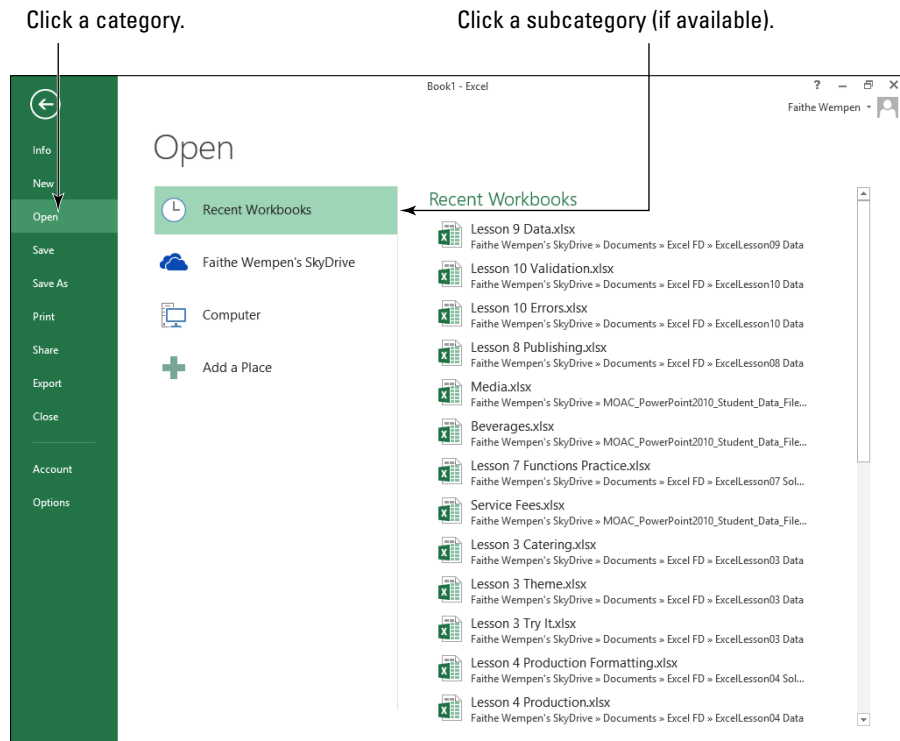 Click a category.
Click a subcategory (if available).
Book1 - Excel
?
Faithe Wempen
Info
New
Open
Save
Save As
Print
Share
Export
Close
Account
Options
Open
Recent Workbooks
Faithe Wempen's SkyDrive
Computer
Add a Place
Recent Workbooks
Lesson 9 Data.xlsx
Faithe Wempen's SkyDrive » Documents » Excel FD » ExcelLesson09 Data
Lesson 10 Validation.xlsx
Faithe Wempen's SkyDrive » Documents » Excel FD » ExcelLesson10 Data
Lesson 10 Errors.xlsx
Faithe Wempen's SkyDrive » Documents » Excel FD » ExcelLesson10 Data
Lesson 8 Publishing.xlsx
Faithe Wempen's SkyDrive » Documents » Excel FD » ExcelLesson08 Data
Media.xlsx
Faithe Wempen's SkyDrive » MOAC_PowerPoint2010_Student_Data_File...
Beverages.xlsx
Faithe Wempen's SkyDrive » MOAC_PowerPoint2010_Student_Data_File...
Lesson 7 Functions Practice.xlsx
Faithe Wempen's SkyDrive » Documents » Excel FD » ExcelLesson07 Sol...
Service Fees.xlsx
Faithe Wempen's SkyDrive » MOAC_PowerPoint2010_Student_Data_File...
Lesson 3 Catering.xlsx
Faithe Wempen's SkyDrive » Documents » Excel FD » ExcelLesson03 Data
Lesson 3 Theme.xlsx
Faithe Wempen's SkyDrive » Documents » Excel FD » ExcelLesson03 Data
Lesson 3 Try It.xlsx
Faithe Wempen's SkyDrive » Documents » Excel FD » ExcelLesson03 Data
Lesson 4 Production Formatting.xlsx
Faithe Wempen's SkyDrive » Documents » Excel FD » ExcelLesson04 Sol...
Lesson 4 Production.xlsx
Faithe Wempen's SkyDrive » Documents » Excel FD » ExcelLesson04 Data